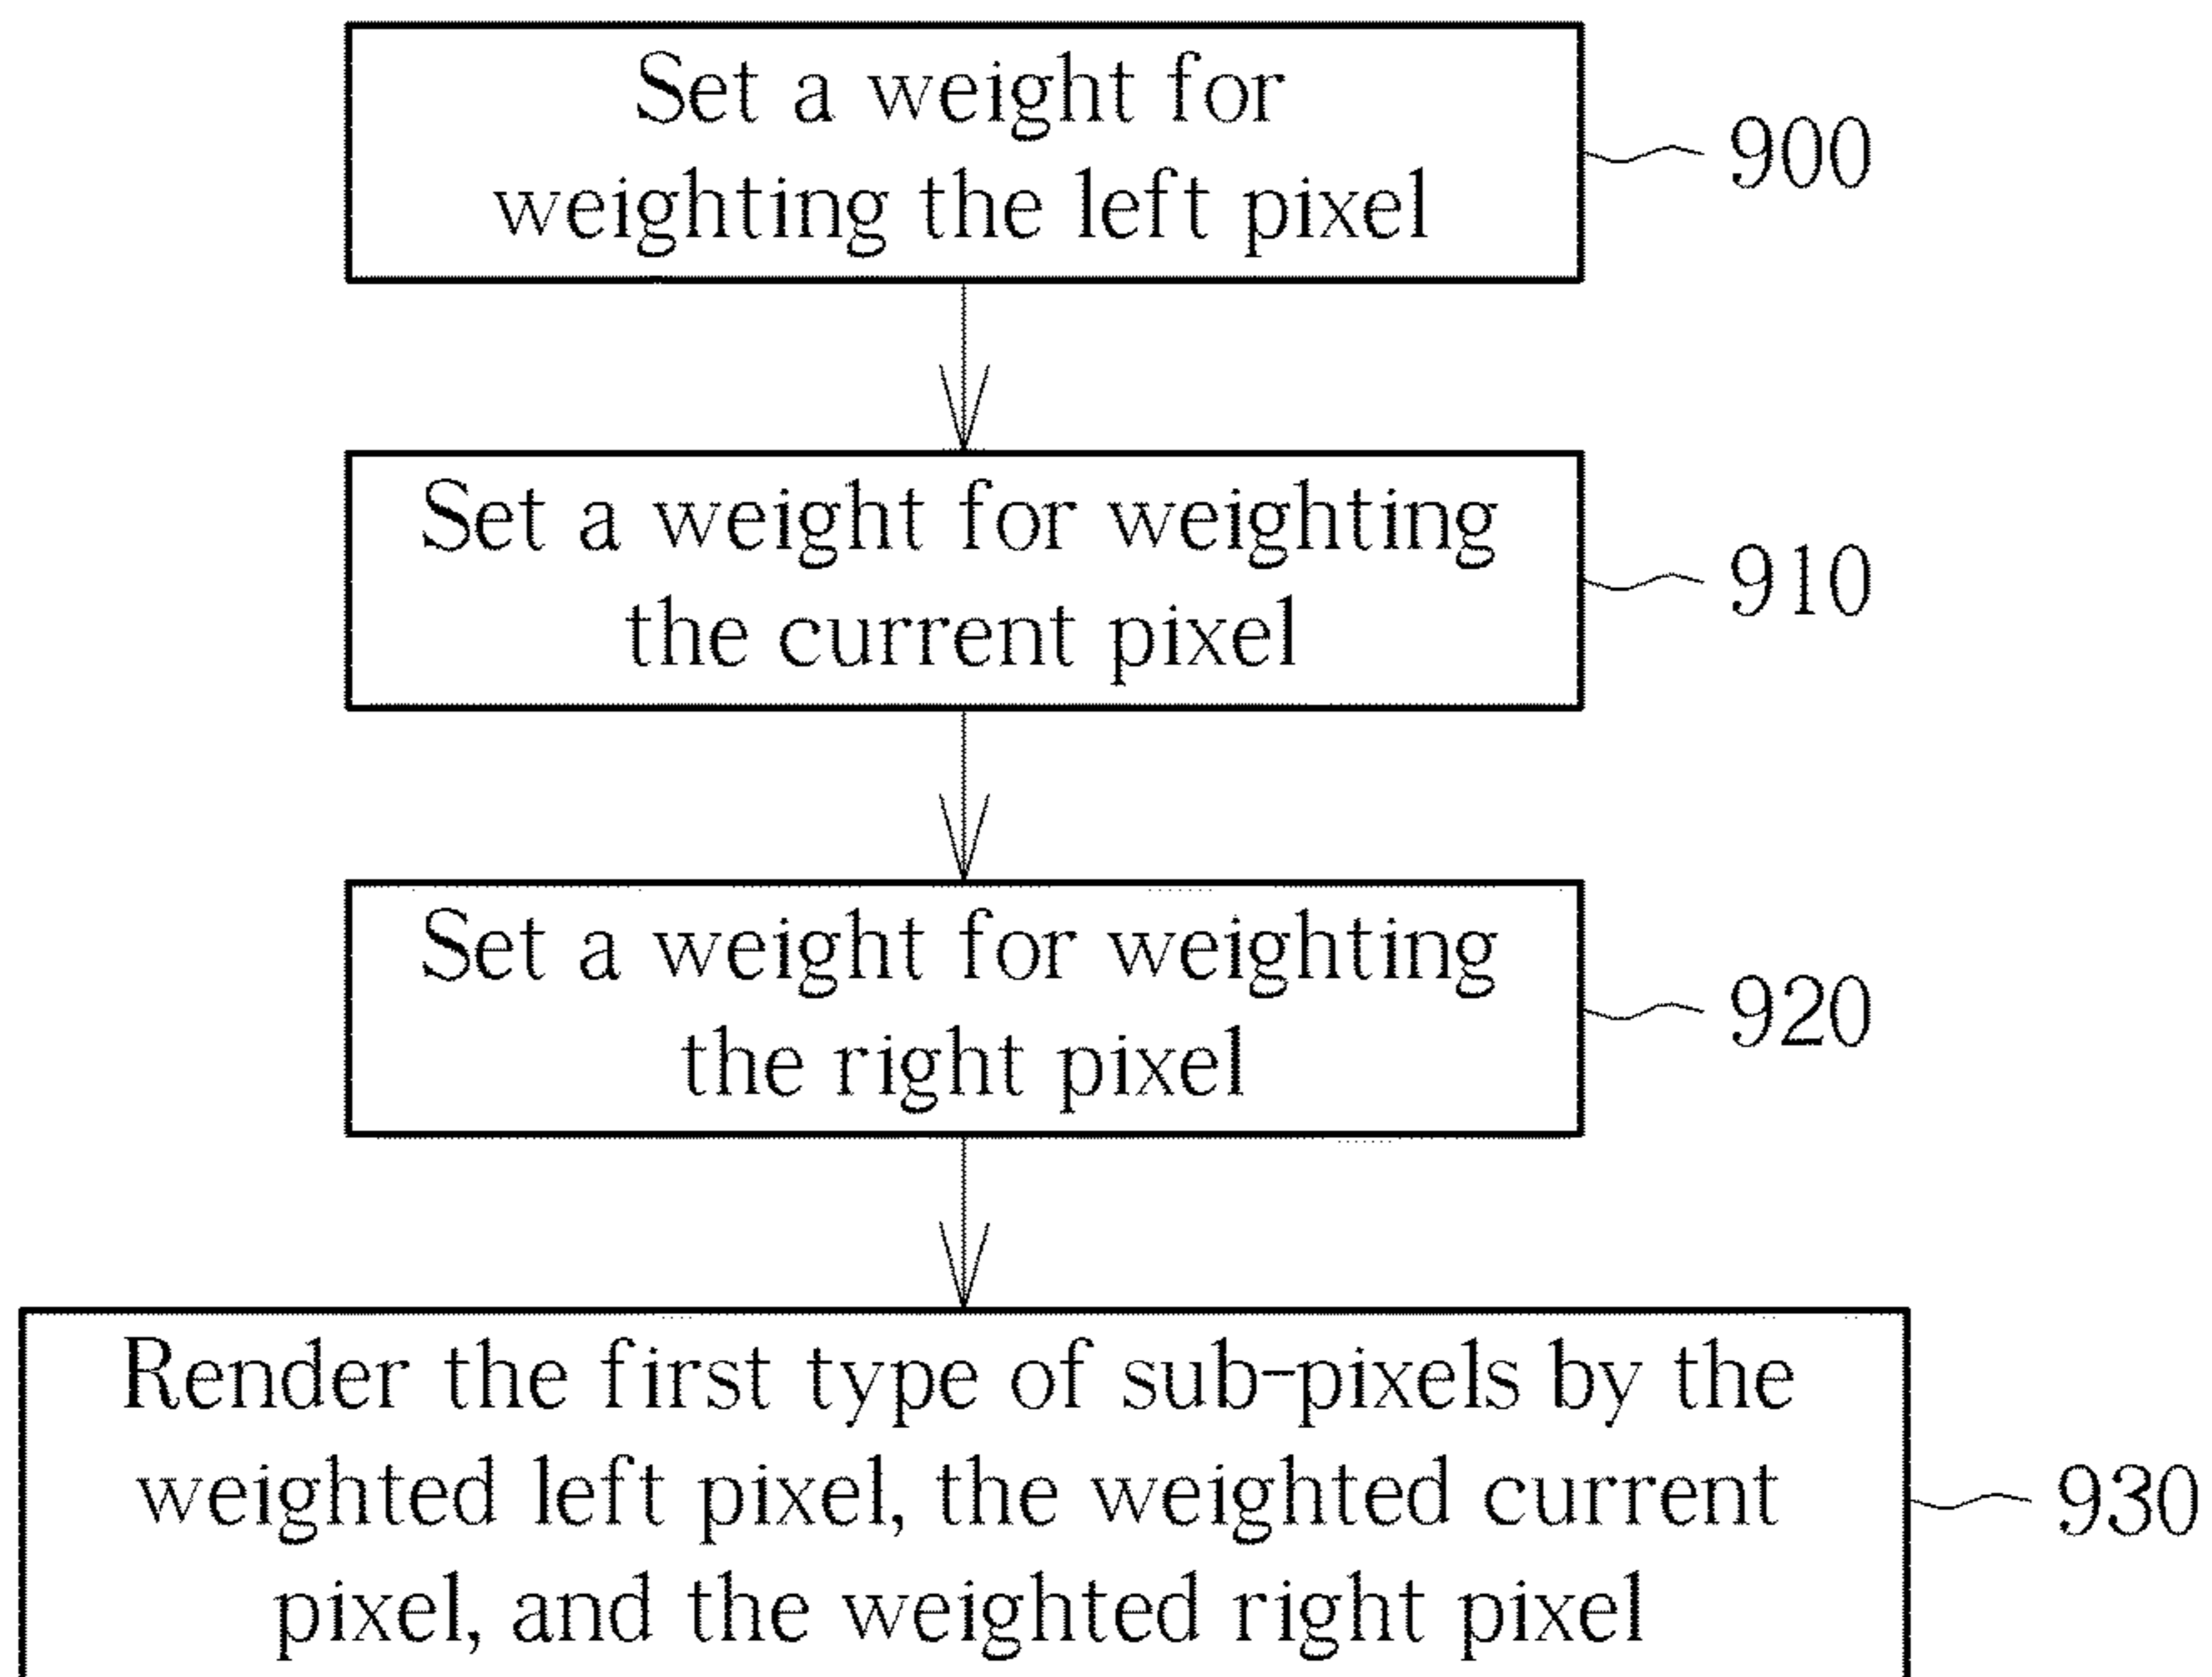 Set a weight for
weighting the left pixel
900
Set a weight for weighting
the current pixel
910
Set a weight for weighting
the right pixel
920
Render the first type of sub-pixels by the
weighted left pixel, the weighted current
pixel, and the weighted right pixel
930